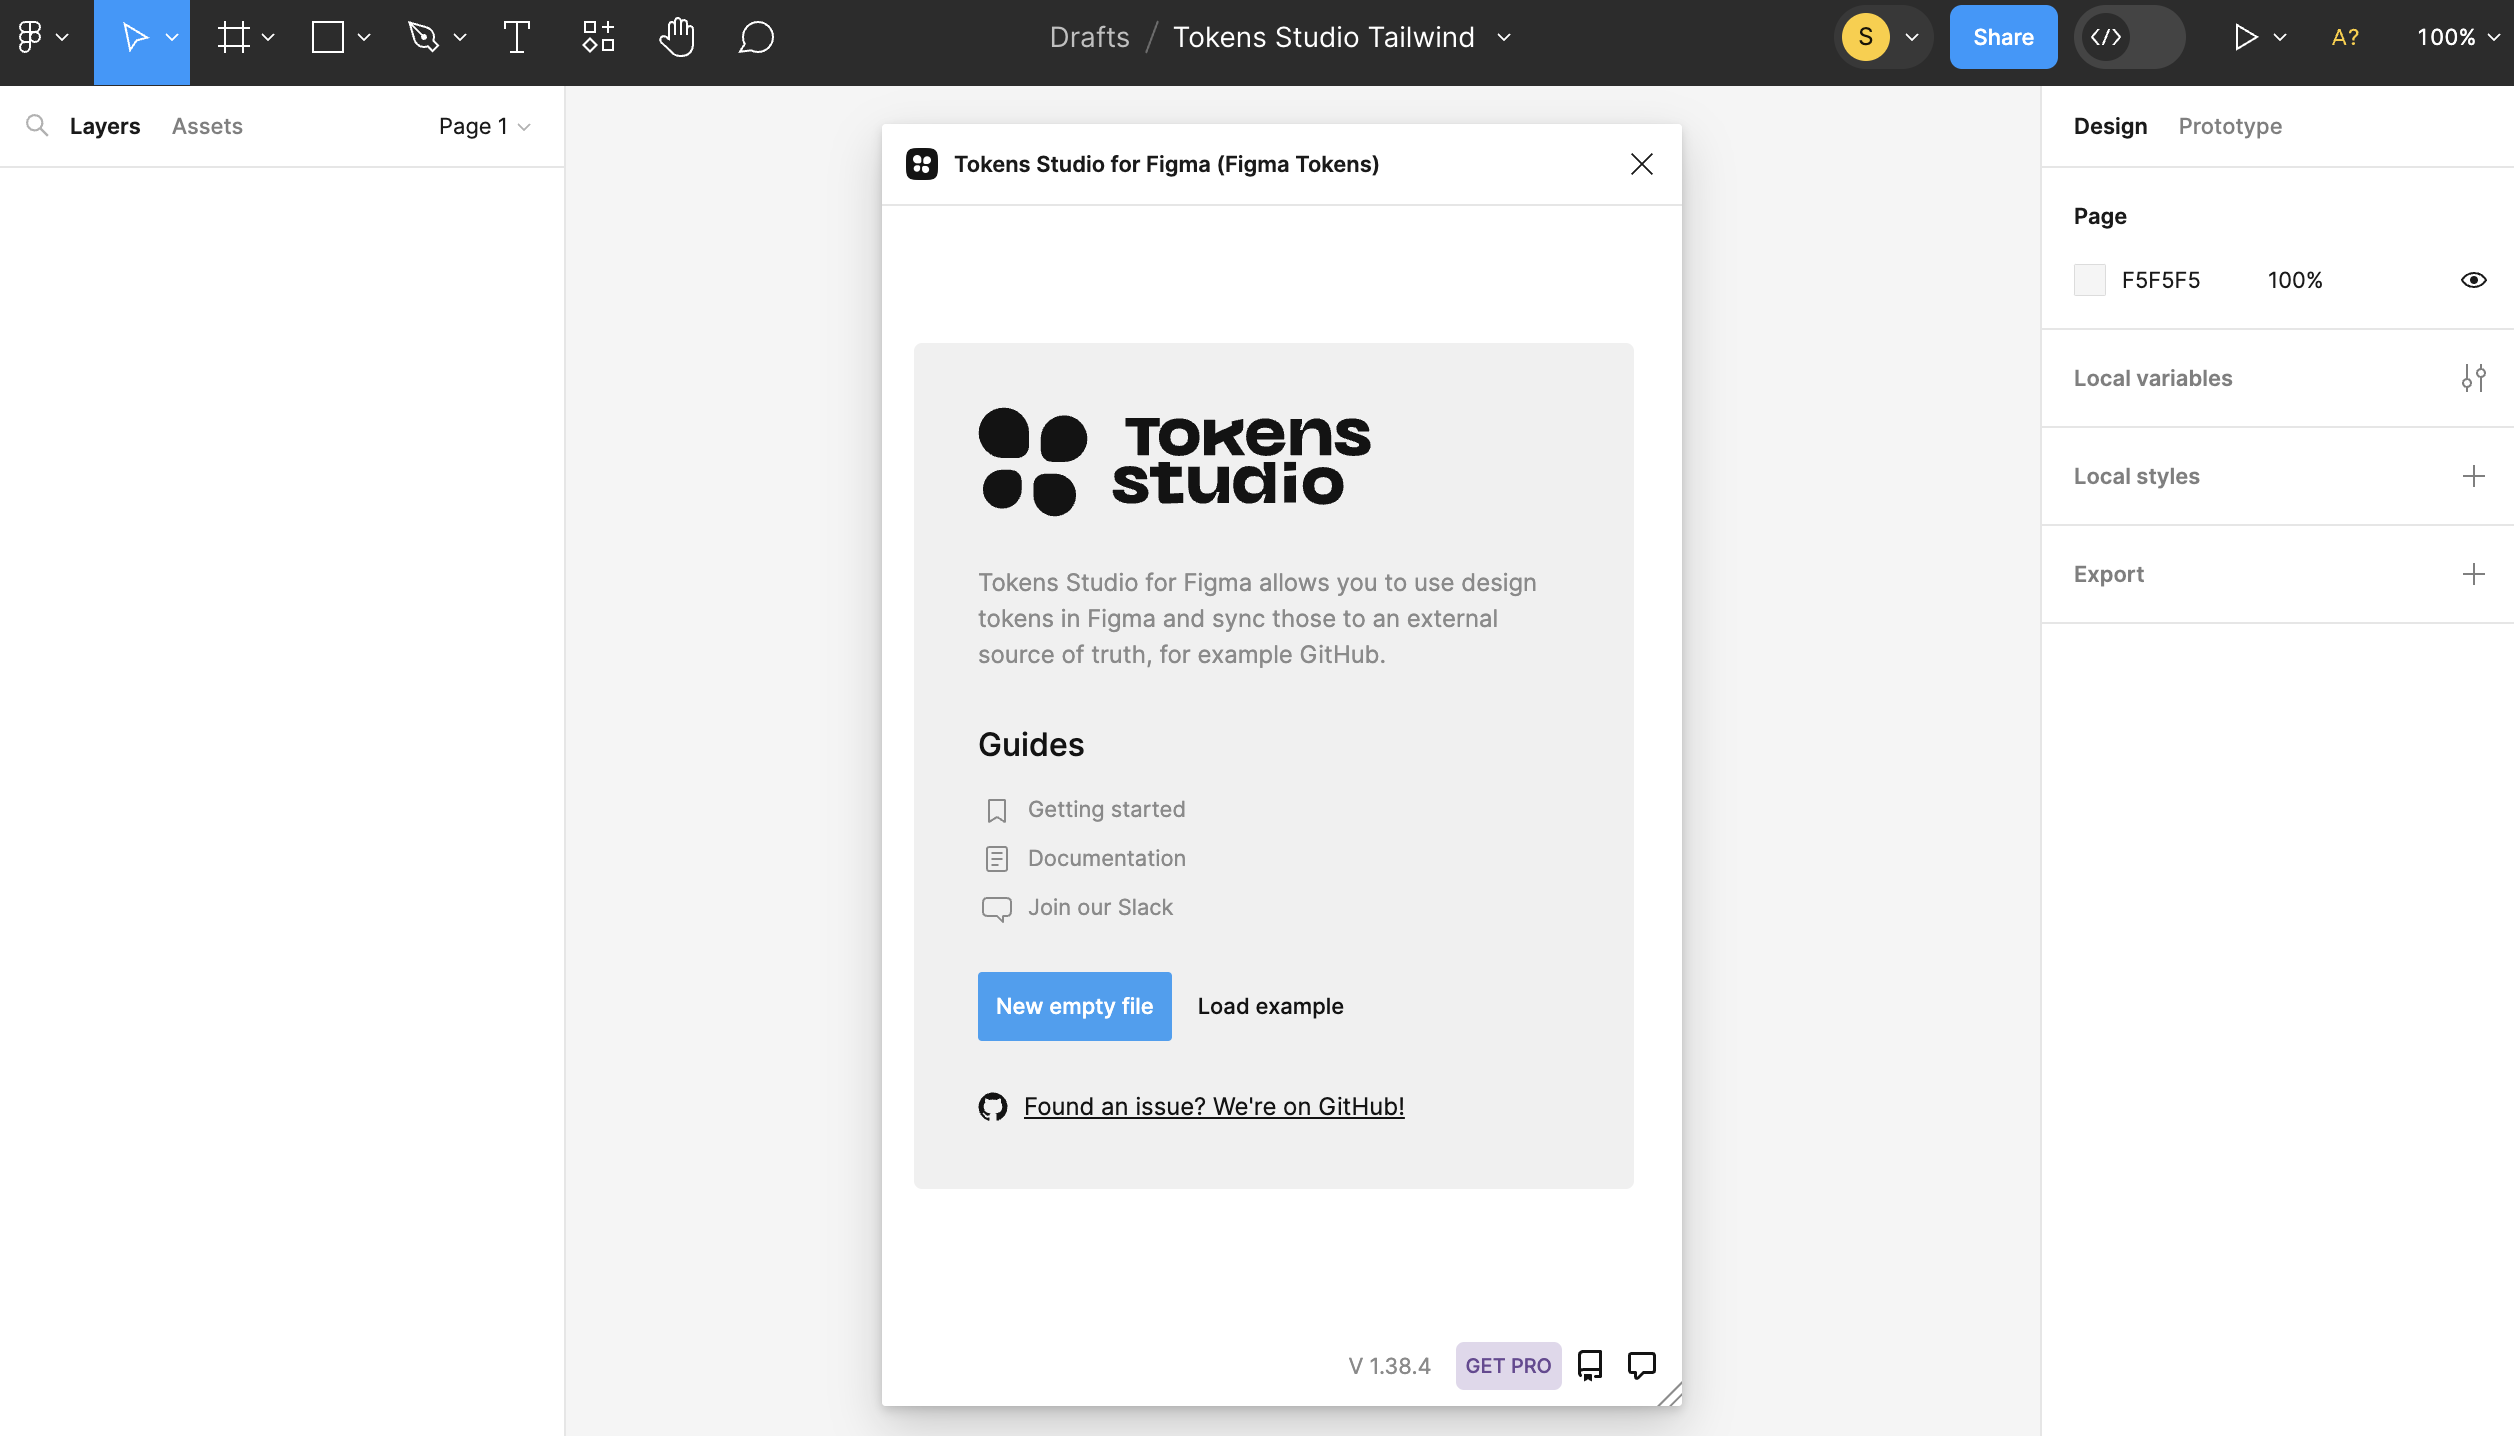 Drafts / Tokens Studio Tailwind
S
Share
A?
100%
Layers
Assets
Page 1
Tokens Studio for Figma (Figma Tokens)
Tokens
studio
Tokens Studio for Figma allows you to use design
tokens in Figma and sync those to an external
source of truth, for example GitHub.
Guides
Getting started
Documentation
Join our Slack
New empty file
Load example
Found an issue? We're on GitHub!
V 1.38.4
GET PRO
Design
Prototype
Page
F5F5F5
100%
Local variables
Local styles
Export